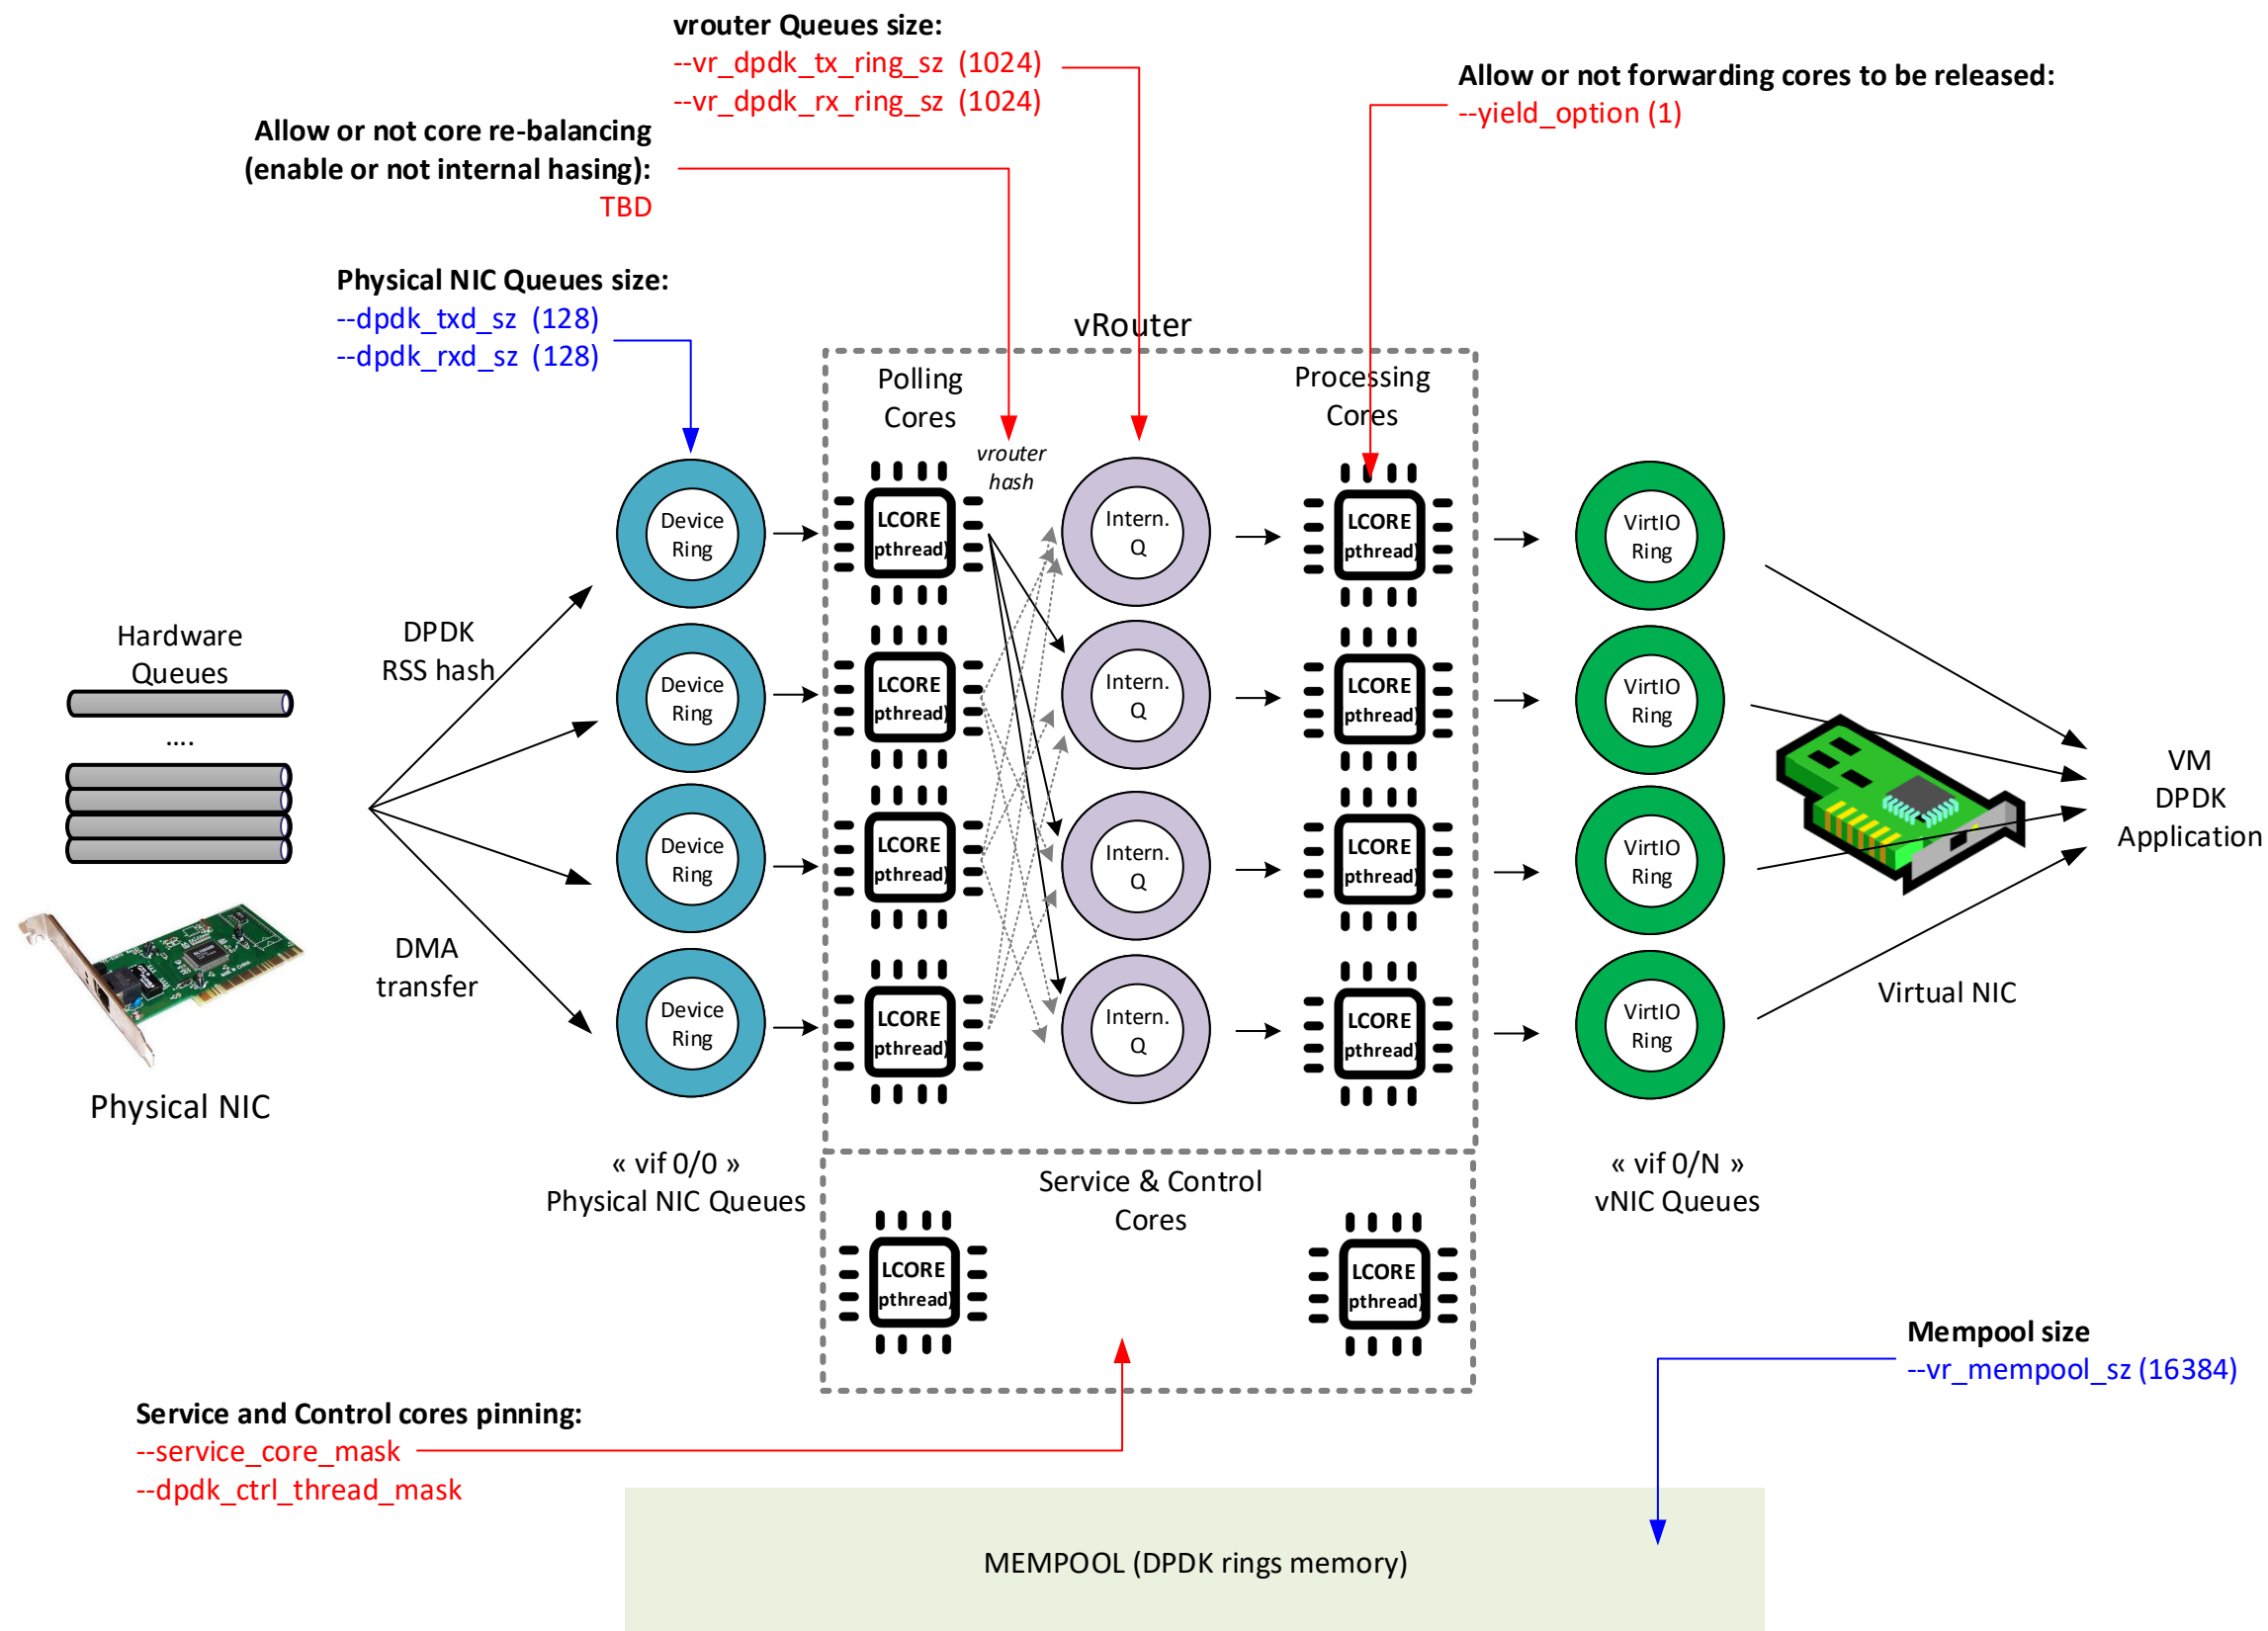 vrouter Queues size:
--vr_dpdk_tx_ring_sz (1024)
--vr_dpdk_rx_ring_sz (1024)
Allow or not forwarding cores to be released:
--yield_option (1)
Allow or not core re-balancing
(enable or not internal hasing):
TBD
Physical NIC Queues size:
--dpdk_txd_sz (128)
--dpdk_rxd_sz (128)
vRouter
Polling
Cores
Processing
Cores
vrouter
hash
Device
Ring
LCORE
pthread)
Intern.
Q
LCORE
(pthread)
VirtIO
Ring
Hardware
Queues
....
DPDK
RSS hash
Device
Ring
LCORE
pthread)
Intern.
Q
LCORE
(pthread)
VirtIO
Ring
VM
DPDK
Application
Device
Ring
LCORE
pthread)
Intern.
Q
LCORE
(pthread)
VirtIO
Ring
DMA
transfer
Device
Ring
LCORE
pthread)
Intern.
Q
LCORE
(pthread)
VirtIO
Ring
Virtual NIC
Physical NIC
« vif 0/0 »
Physical NIC Queues
Service & Control
Cores
« vif 0/N »
vNIC Queues
LCORE
pthread)
LCORE
pthread)
Mempool size
--vr_mempool_sz (16384)
Service and Control cores pinning:
--service_core_mask
--dpdk_ctrl_thread_mask
MEMPOOL (DPDK rings memory)